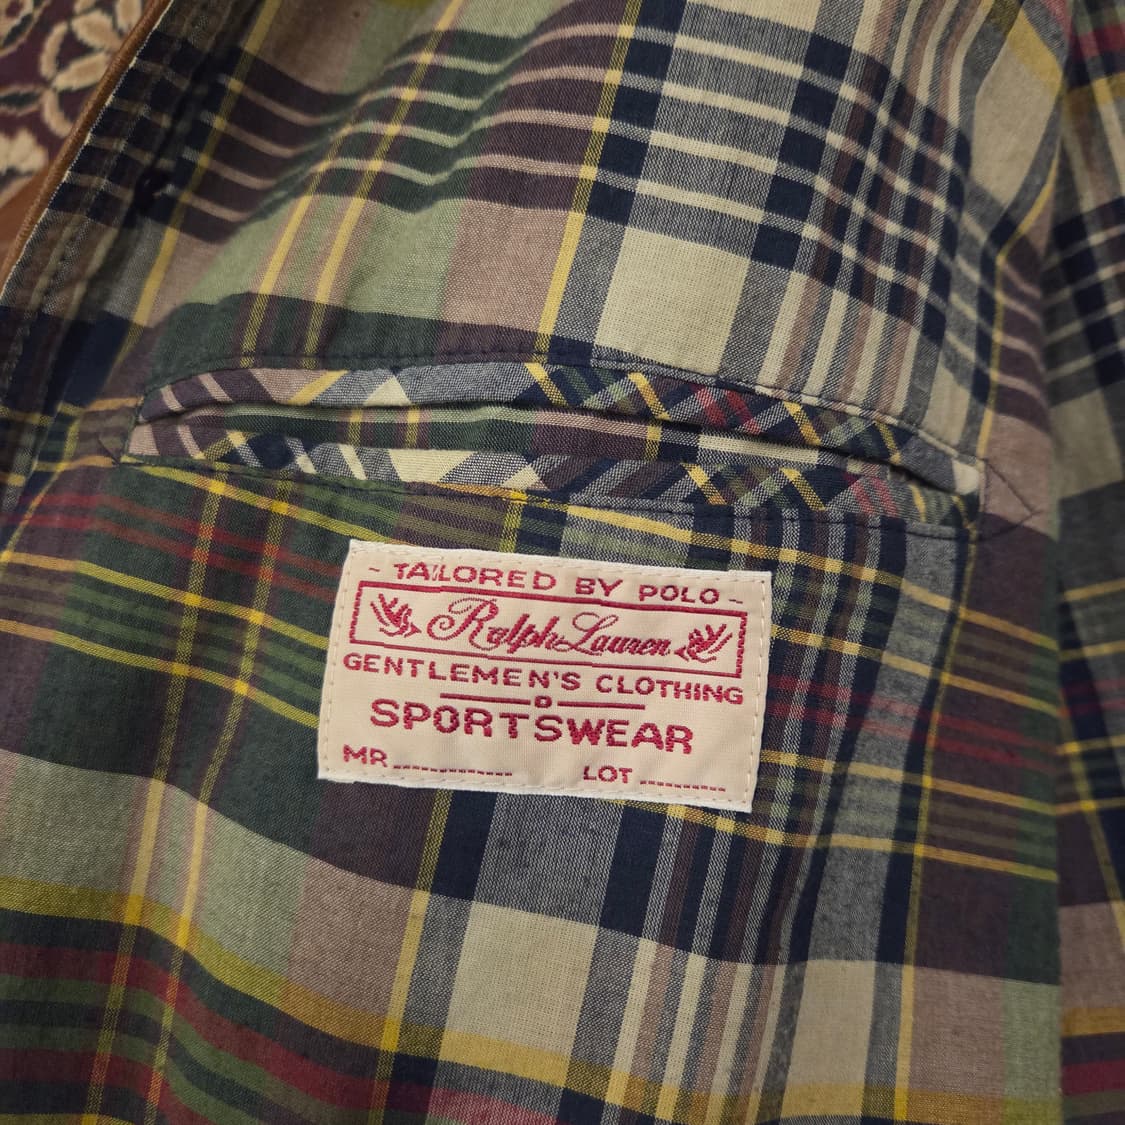 - TAILORED BY POLO -
Ralph Lauren
GENTLEMEN'S CLOTHING
SPORTSWEAR
MR LOT